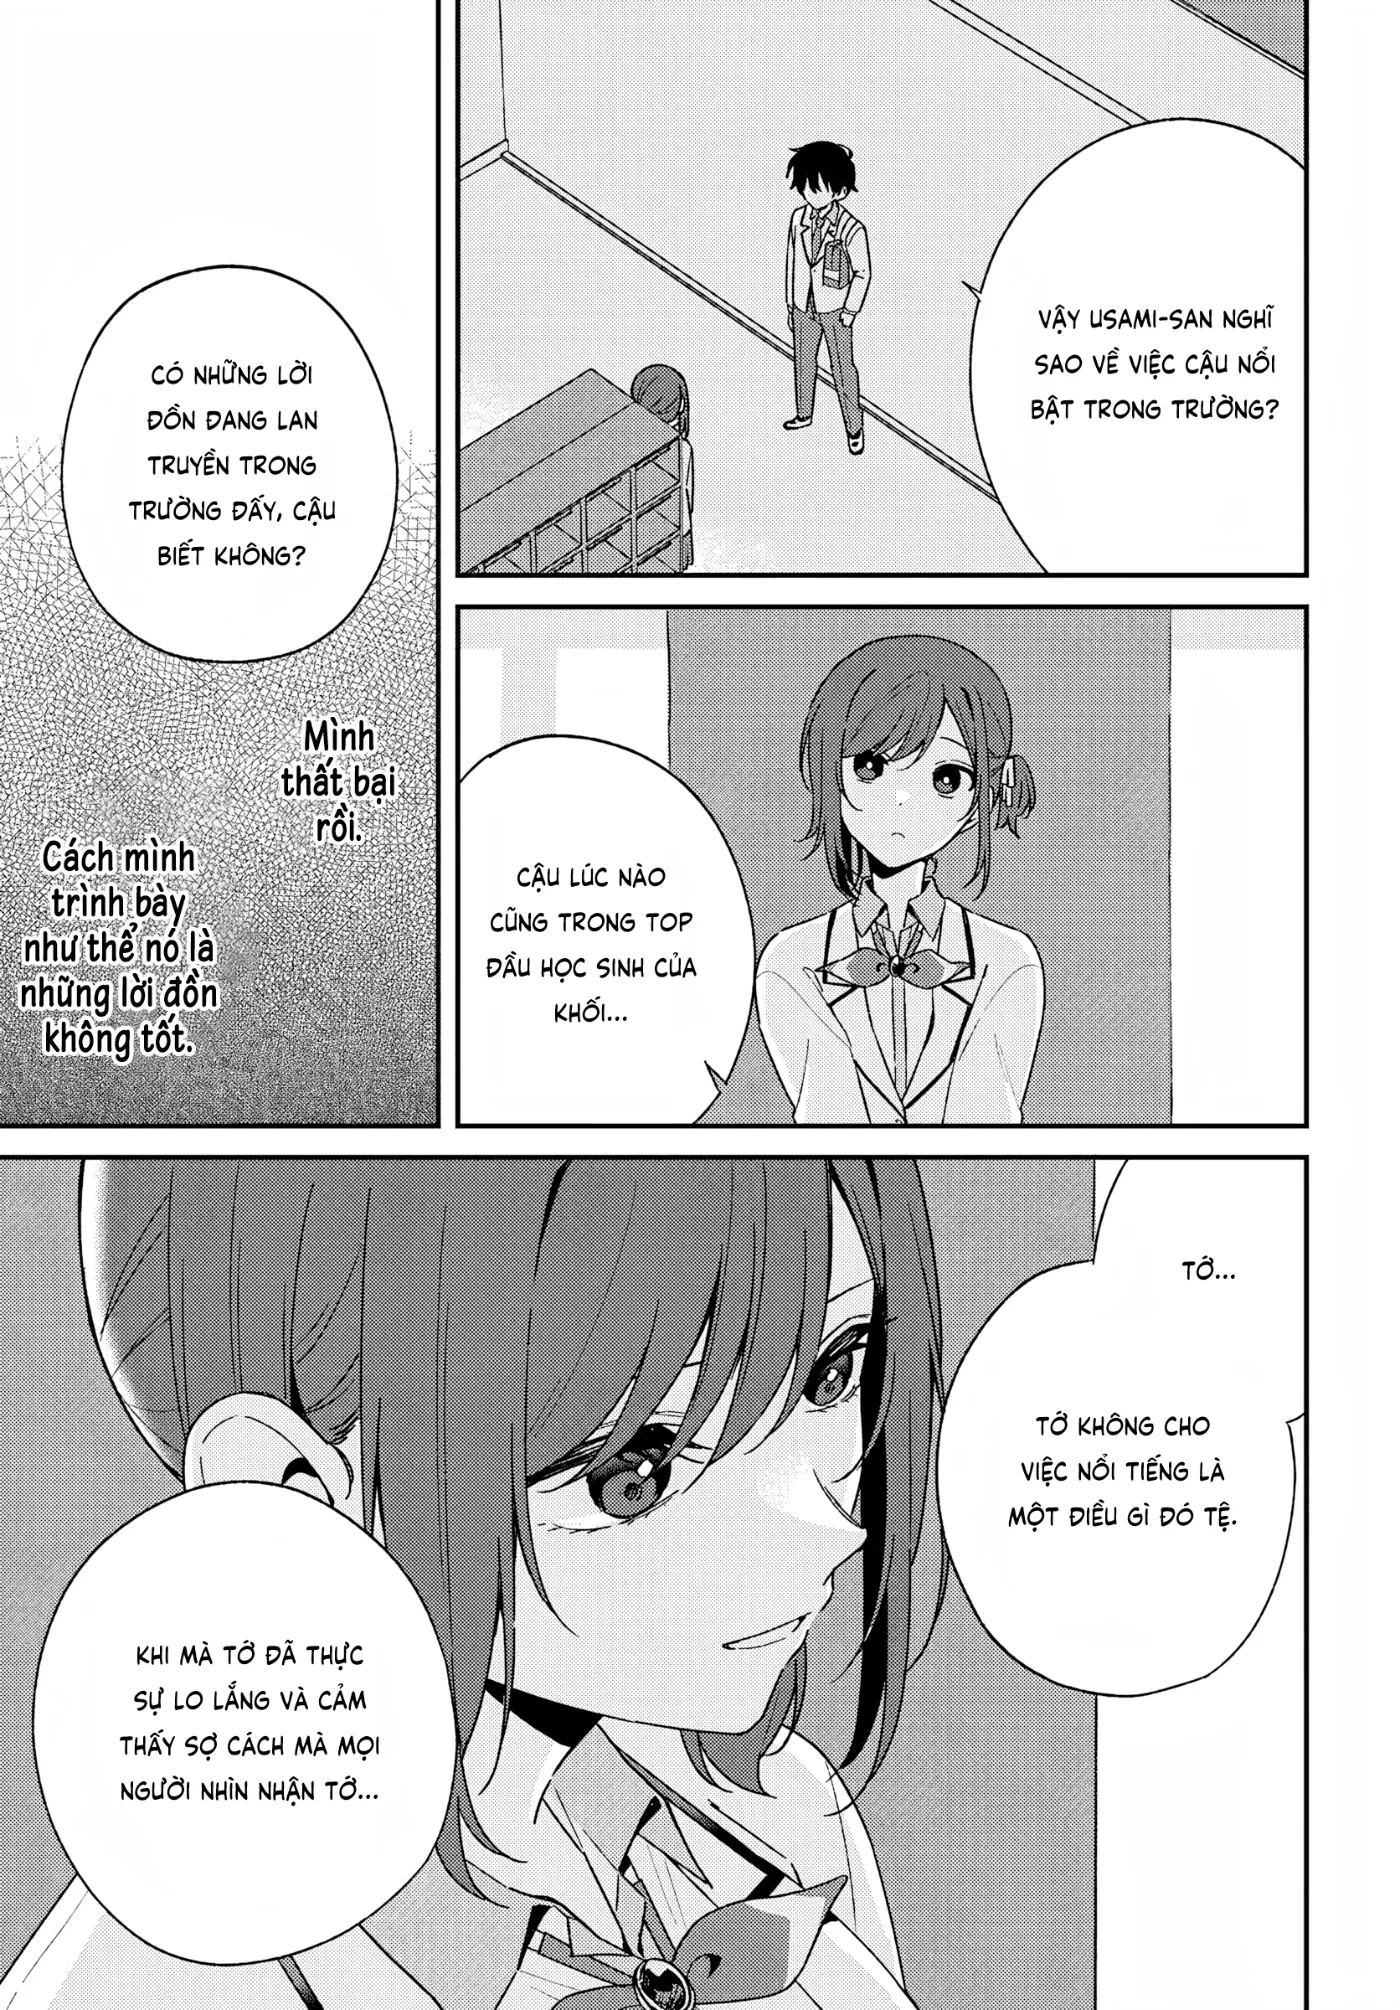 VẬY USAMI-SAN NGHĨ
SAO VỀ VIỆC CẬU NỔI
BẬT TRONG TRƯỜNG?
CẬU LÚC NÀO
CŨNG TRONG TOP
ĐẦU HỌC SINH CỦA
KHỐI...
CÓ NHỮNG LỜI
ĐỒN ĐANG LAN
TRUYỀN TRONG
TRƯỜNG ĐẤY, CẬU
BIẾT KHÔNG?
Mình
thất bại
rồi.
Cách mình
trình bày
như thể nó là
những lời đồn
không tốt.
TỚ...
TỚ KHÔNG CHO
VIỆC NỔI TIẾNG LÀ
MỘT ĐIỀU GÌ ĐÓ TỆ.
KHI MÀ TỚ ĐÃ THỰC
SỰ LO LẮNG VÀ CẢM
THẤY SỢ CÁCH MÀ MỌI
NGƯỜI NHÌN NHẬN TỚ...